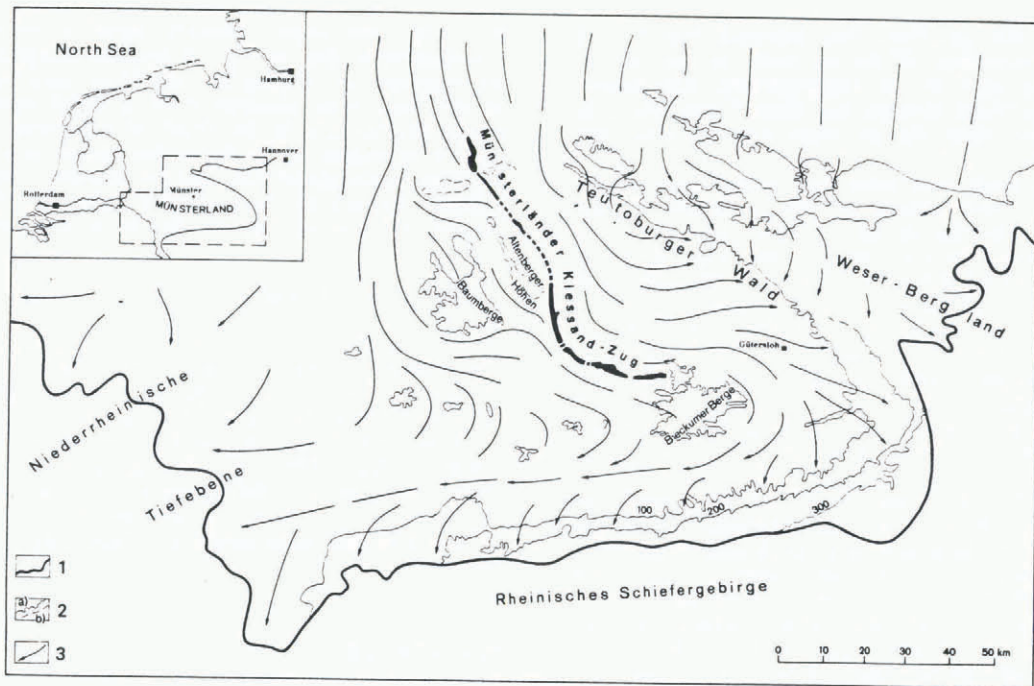 North Sea
Hamburg
Hannover
Rotterdam
Münster
MÜNSTERLAND
Münsterländer Kiessand-Zug
Teutoburger Wald
Weser-Bergland
Altenberger
Höhen
Baumberge
Gütersloh
Beckumer Berge
Niederrheinische
Tiefebene
100
200
300
Rheinisches Schiefergebirge
1
a)
b)
2
3
0 10 20 30 40 50 km